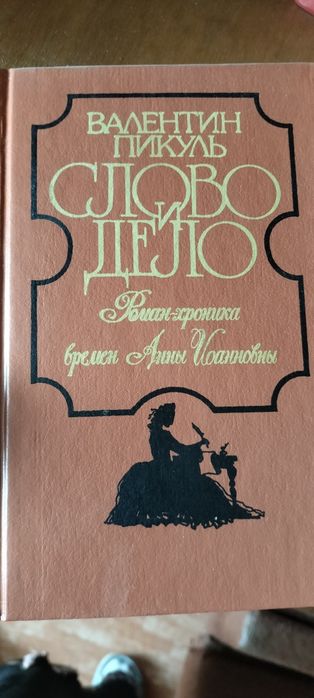 ВАЛЕНТИН
ПИКУЛЬ
СЛОВО
И
ДЕЛО
Роман-хроника
времен Анны Иоанновны